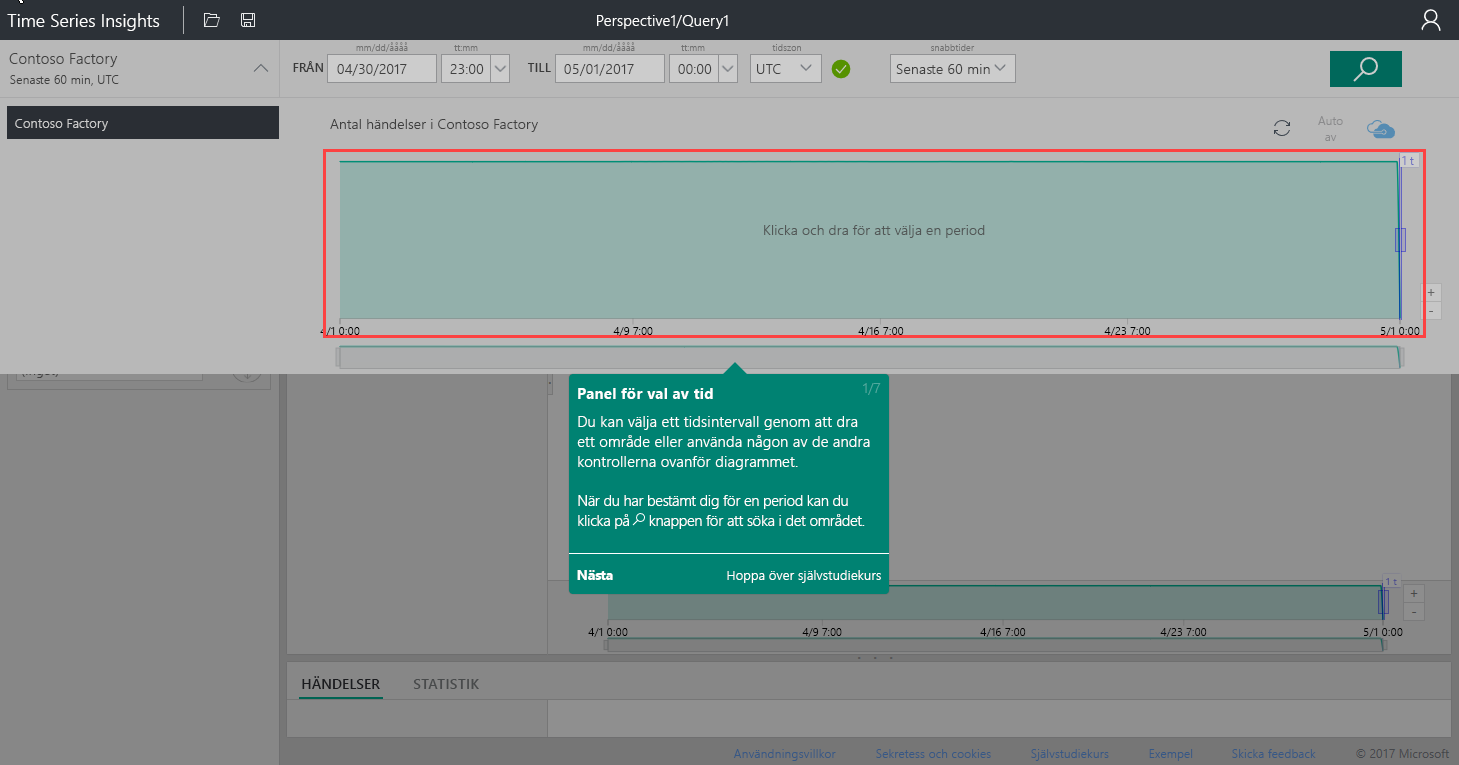 Time Series Insights
Perspective1/Query1
Contoso Factory
Senaste 60 min, UTC
mm/dd/åååå
tt:mm
mm/dd/åååå
tt:mm
tidszon
snabbtider
FRÅN
04/30/2017
23:00
TILL
05/01/2017
00:00
UTC
Senaste 60 min
Contoso Factory
Antal händelser i Contoso Factory
Auto
av
1 t
Klicka och dra för att välja en period
+
-
4/1 0:00
4/9 7:00
4/16 7:00
4/23 7:00
5/1 0:00
Panel för val av tid
1/7
Du kan välja ett tidsintervall genom att dra
ett område eller använda någon av de andra
kontrollerna ovanför diagrammet.
När du har bestämt dig för en period kan du
klicka på knappen för att söka i det området.
Nästa
Hoppa över självstudiekurs
1 t
+
-
4/1 0:00
4/9 7:00
4/16 7:00
4/23 7:00
5/1 0:00
HÄNDELSER
STATISTIK
Användningsvillkor
Sekretess och cookies
Självstudiekurs
Exempel
Skicka feedback
© 2017 Microsoft